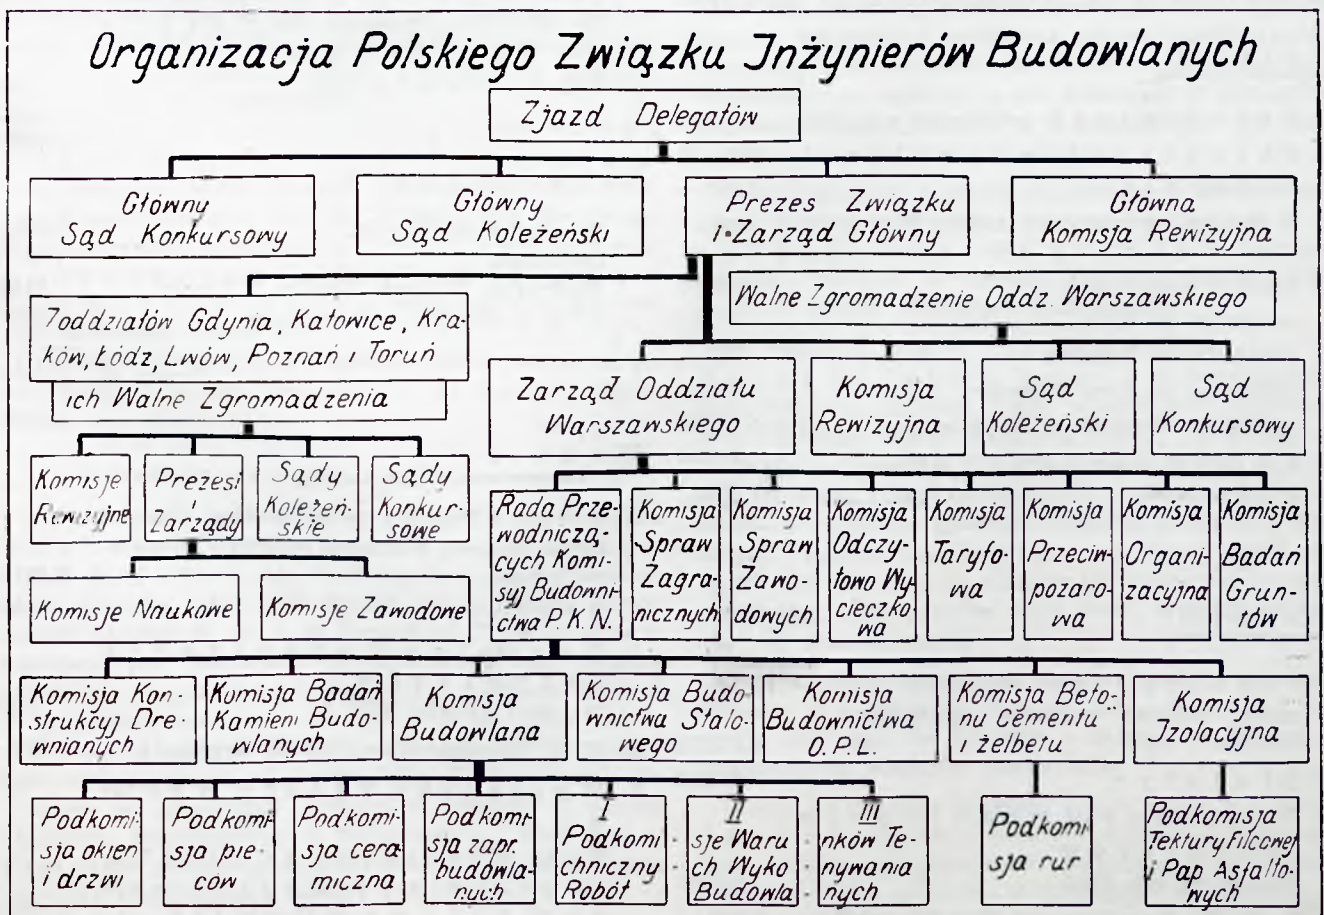 Organizacja Polskiego Związku Inżynierów Budowlanych
Zjazd Delegatów
Główny
Sąd Konkursowy
Główny
Sąd Koleżeński
Prezes Związku
i Zarząd Główny
Główna
Komisja Rewizyjna
Walne Zgromadzenie Oddz. Warszawskiego
7 oddziałów Gdynia, Katowice, Kra-
ków, Łódz, Lwów, Poznań i Toruń
ich Walne Zgromadzenia
Zarząd Oddziału
Warszawskiego
Komisja
Rewizyjna
Sąd
Koleżeński
Sąd
Konkursowy
Komisje
Rewizyjne
Prezesi
i
Zarządy
Sądy
Koleżeń-
skie
Sądy
Konkur-
sowe
Komisje Naukowe
Komisje Zawodowe
Rada Prze-
wodniczą-
cych Komi-
syj Budowni-
ctwa P.K.N.
Komisja
Spraw
Zagra-
nicznych
Komisja
Spraw
Zawo-
dowych
Komisja
Odczy-
towo Wy-
cieczko-
wa
Komisja
Taryfo-
wa
Komisja
Przeciw-
pozaro-
wa
Komisja
Organi-
zacyjna
Komisja
Badań
Grun-
tów
Komisja Kon-
strukcyj Dre-
wnianych
Komisja Badań
Kamieni Budo-
wlanych
Komisja
Budowlana
Komisja Budo-
wnictwa Stalo-
wego
Komisja
Budownictwa
O.P.L.
Komisja Beto-
nu Cementu
i żelbetu
Komisja
Izolacyjna
Podkomi-
sja okien
i drzwi
Podkomi-
sja pie-
ców
Podkomi-
sja cera-
miczna
Podkomi-
sja zapr.
budowla-
nych
I II III
Podkomi - sje Waru - nków Te-
chniczny - ch Wyko - nywania
Robót Budowla - nych
Podkomi
sja rur
Podkomisja
Tektury Filcowej
i Pap Asfalto-
wych